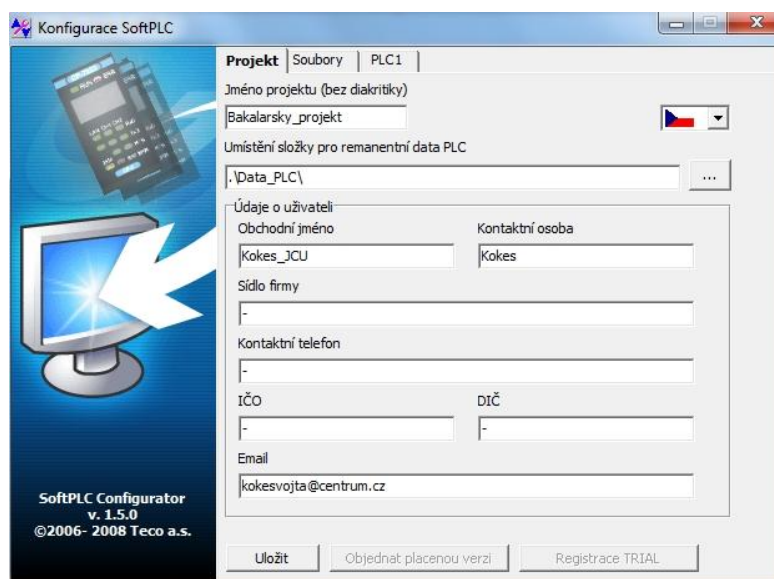 Konfigurace SoftPLC
Projekt Soubory PLC1
Jméno projektu (bez diakritiky)
Bakalarsky_projekt
Umístění složky pro remanentní data PLC
.\Data_PLC\ ...
Údaje o uživateli
Obchodní jméno Kontaktní osoba
Kokes_JCU Kokes
Sídlo firmy
-
Kontaktní telefon
-
IČO DIČ
- -
Email
kokesvojta@centrum.cz
SoftPLC Configurator
v. 1.5.0
©2006- 2008 Teco a.s.
Uložit Objednat placenou verzi Registrace TRIAL